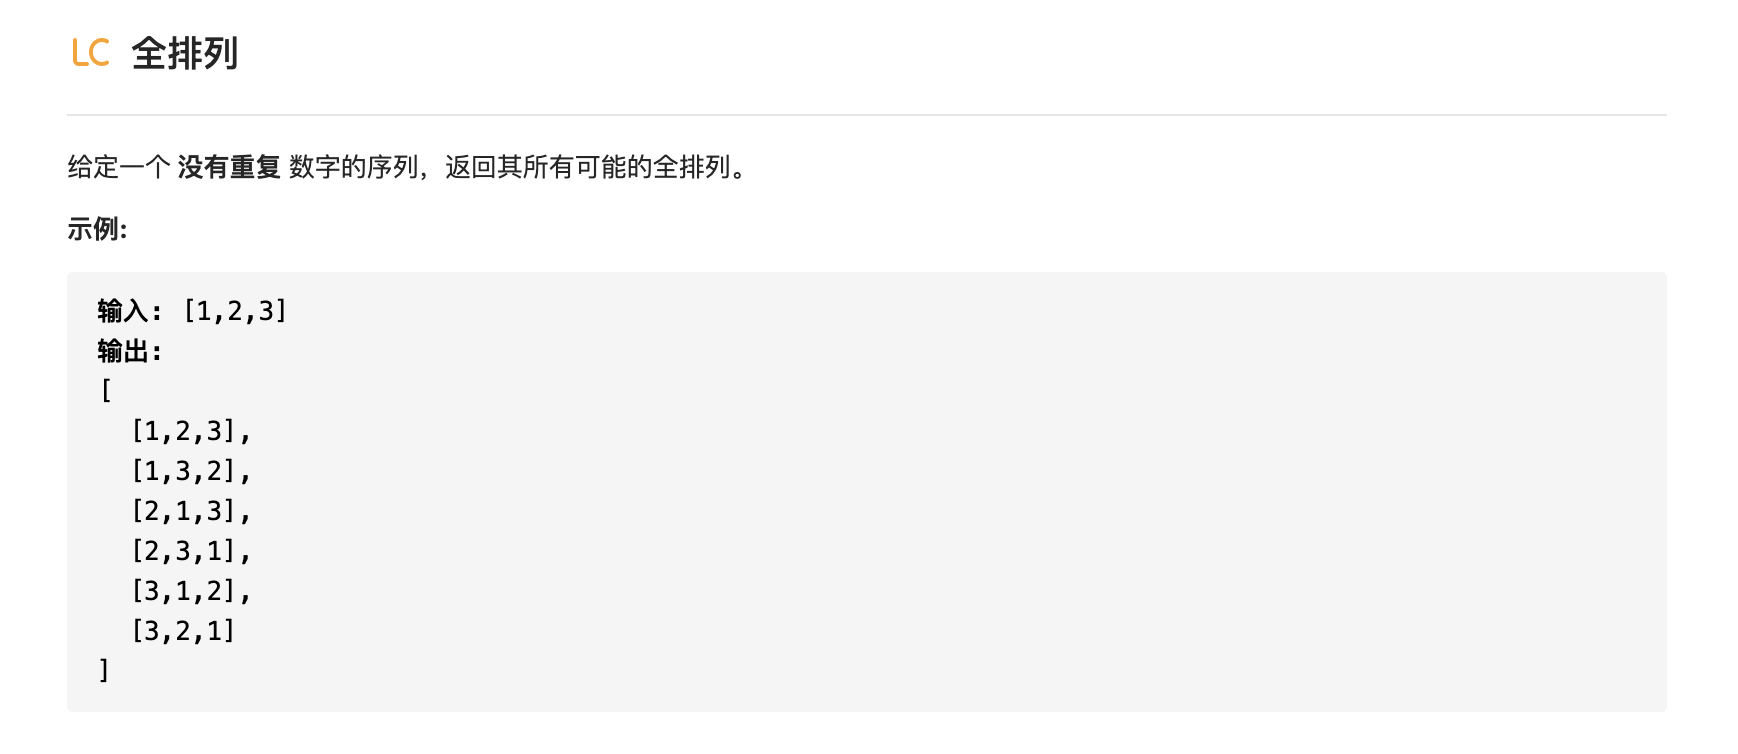 LC 全排列
给定一个 没有重复 数字的序列，返回其所有可能的全排列。
示例:
输入: [1,2,3]
输出:
[
  [1,2,3],
  [1,3,2],
  [2,1,3],
  [2,3,1],
  [3,1,2],
  [3,2,1]
]